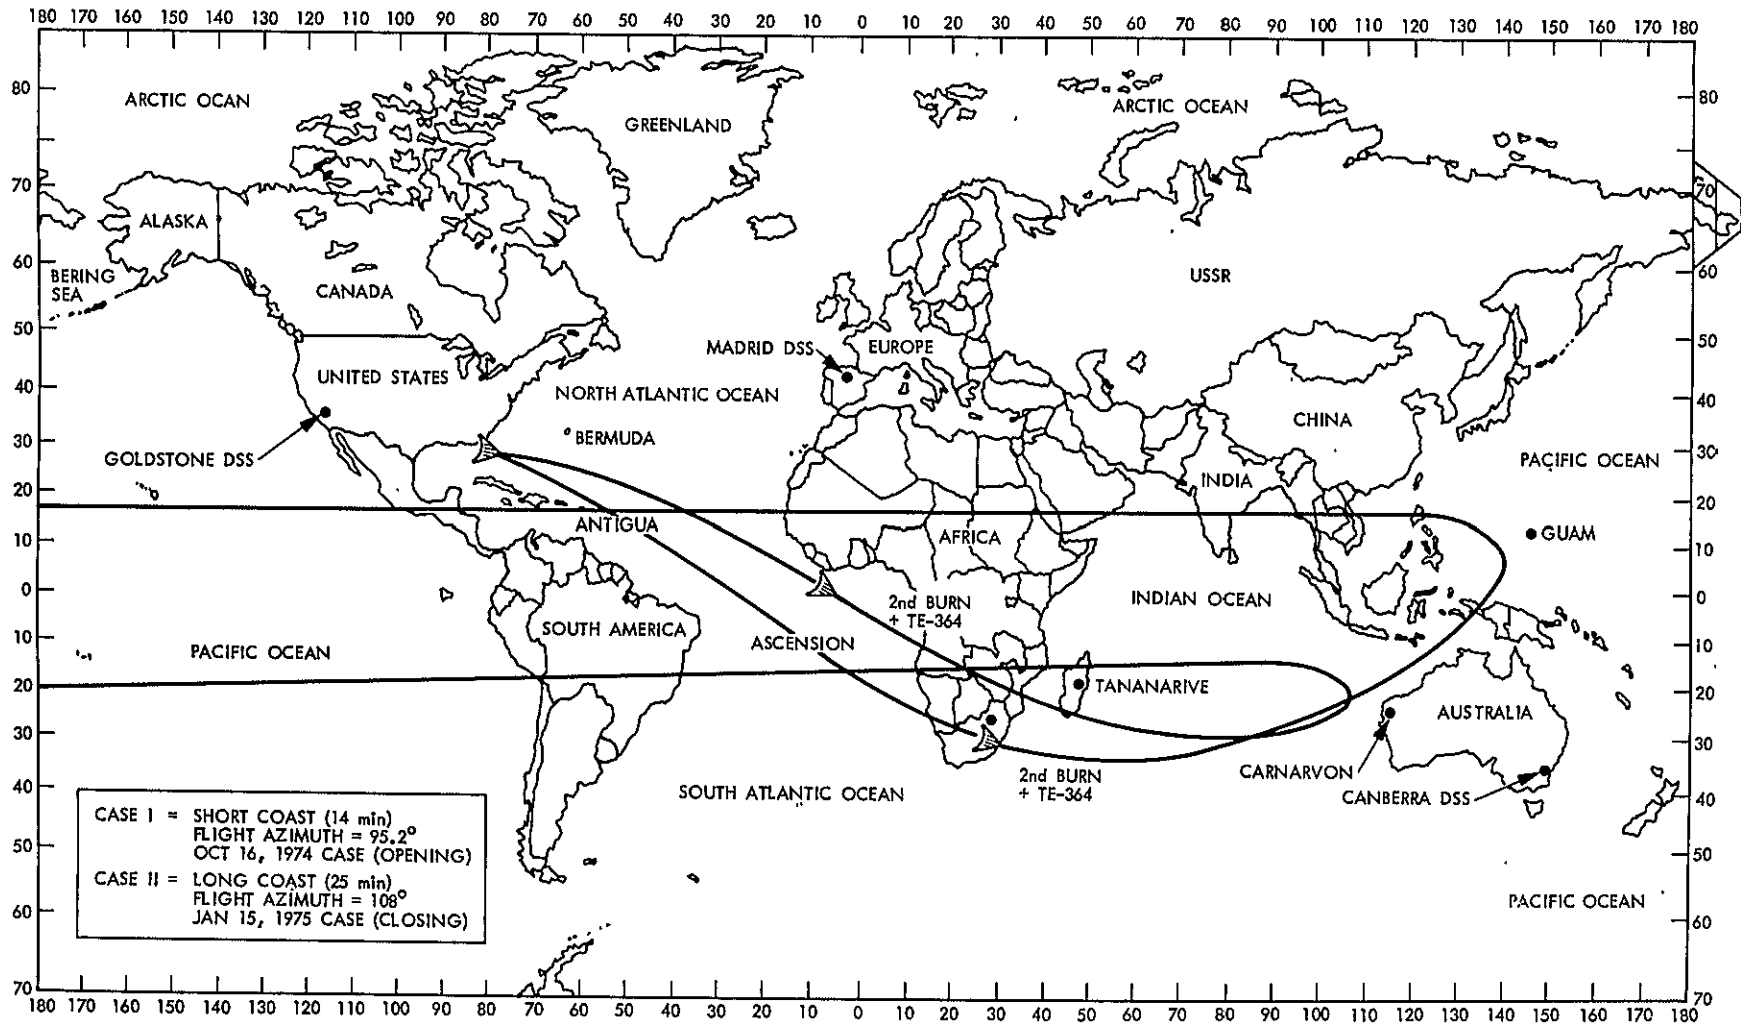 180 170 160 150 140 130 120 110 100 90 80 70 60 50 40 30 20 10 0 10 20 30 40 50 60 70 80 90 100 110 120 130 140 150 160 170 180
80 ARCTIC OCAN GREENLAND ARCTIC OCEAN 80
70 70
ALASKA
60 BERING SEA CANADA USSR 60
50 50
MADRID DSS EUROPE
40 UNITED STATES NORTH ATLANTIC OCEAN CHINA 40
30 BERMUDA 30
GOLDSTONE DSS PACIFIC OCEAN
INDIA
20 20
ANTIGUA AFRICA GUAM
10 10
0 2nd BURN INDIAN OCEAN 0
+ TE-364
10 SOUTH AMERICA 10
PACIFIC OCEAN ASCENSION
20 TANANARIVE 20
AUSTRALIA
30 30
2nd BURN CARNARVON
+ TE-364
40 SOUTH ATLANTIC OCEAN CANBERRA DSS 40
CASE I = SHORT COAST (14 min)
FLIGHT AZIMUTH = 95.2°
OCT 16, 1974 CASE (OPENING)
50 50
CASE II = LONG COAST (25 min)
FLIGHT AZIMUTH = 108°
JAN 15, 1975 CASE (CLOSING)
60 PACIFIC OCEAN 60
70 70
180 170 160 150 140 130 120 110 100 90 80 70 60 50 40 30 20 10 0 10 20 30 40 50 60 70 80 90 100 110 120 130 140 150 160 170 180